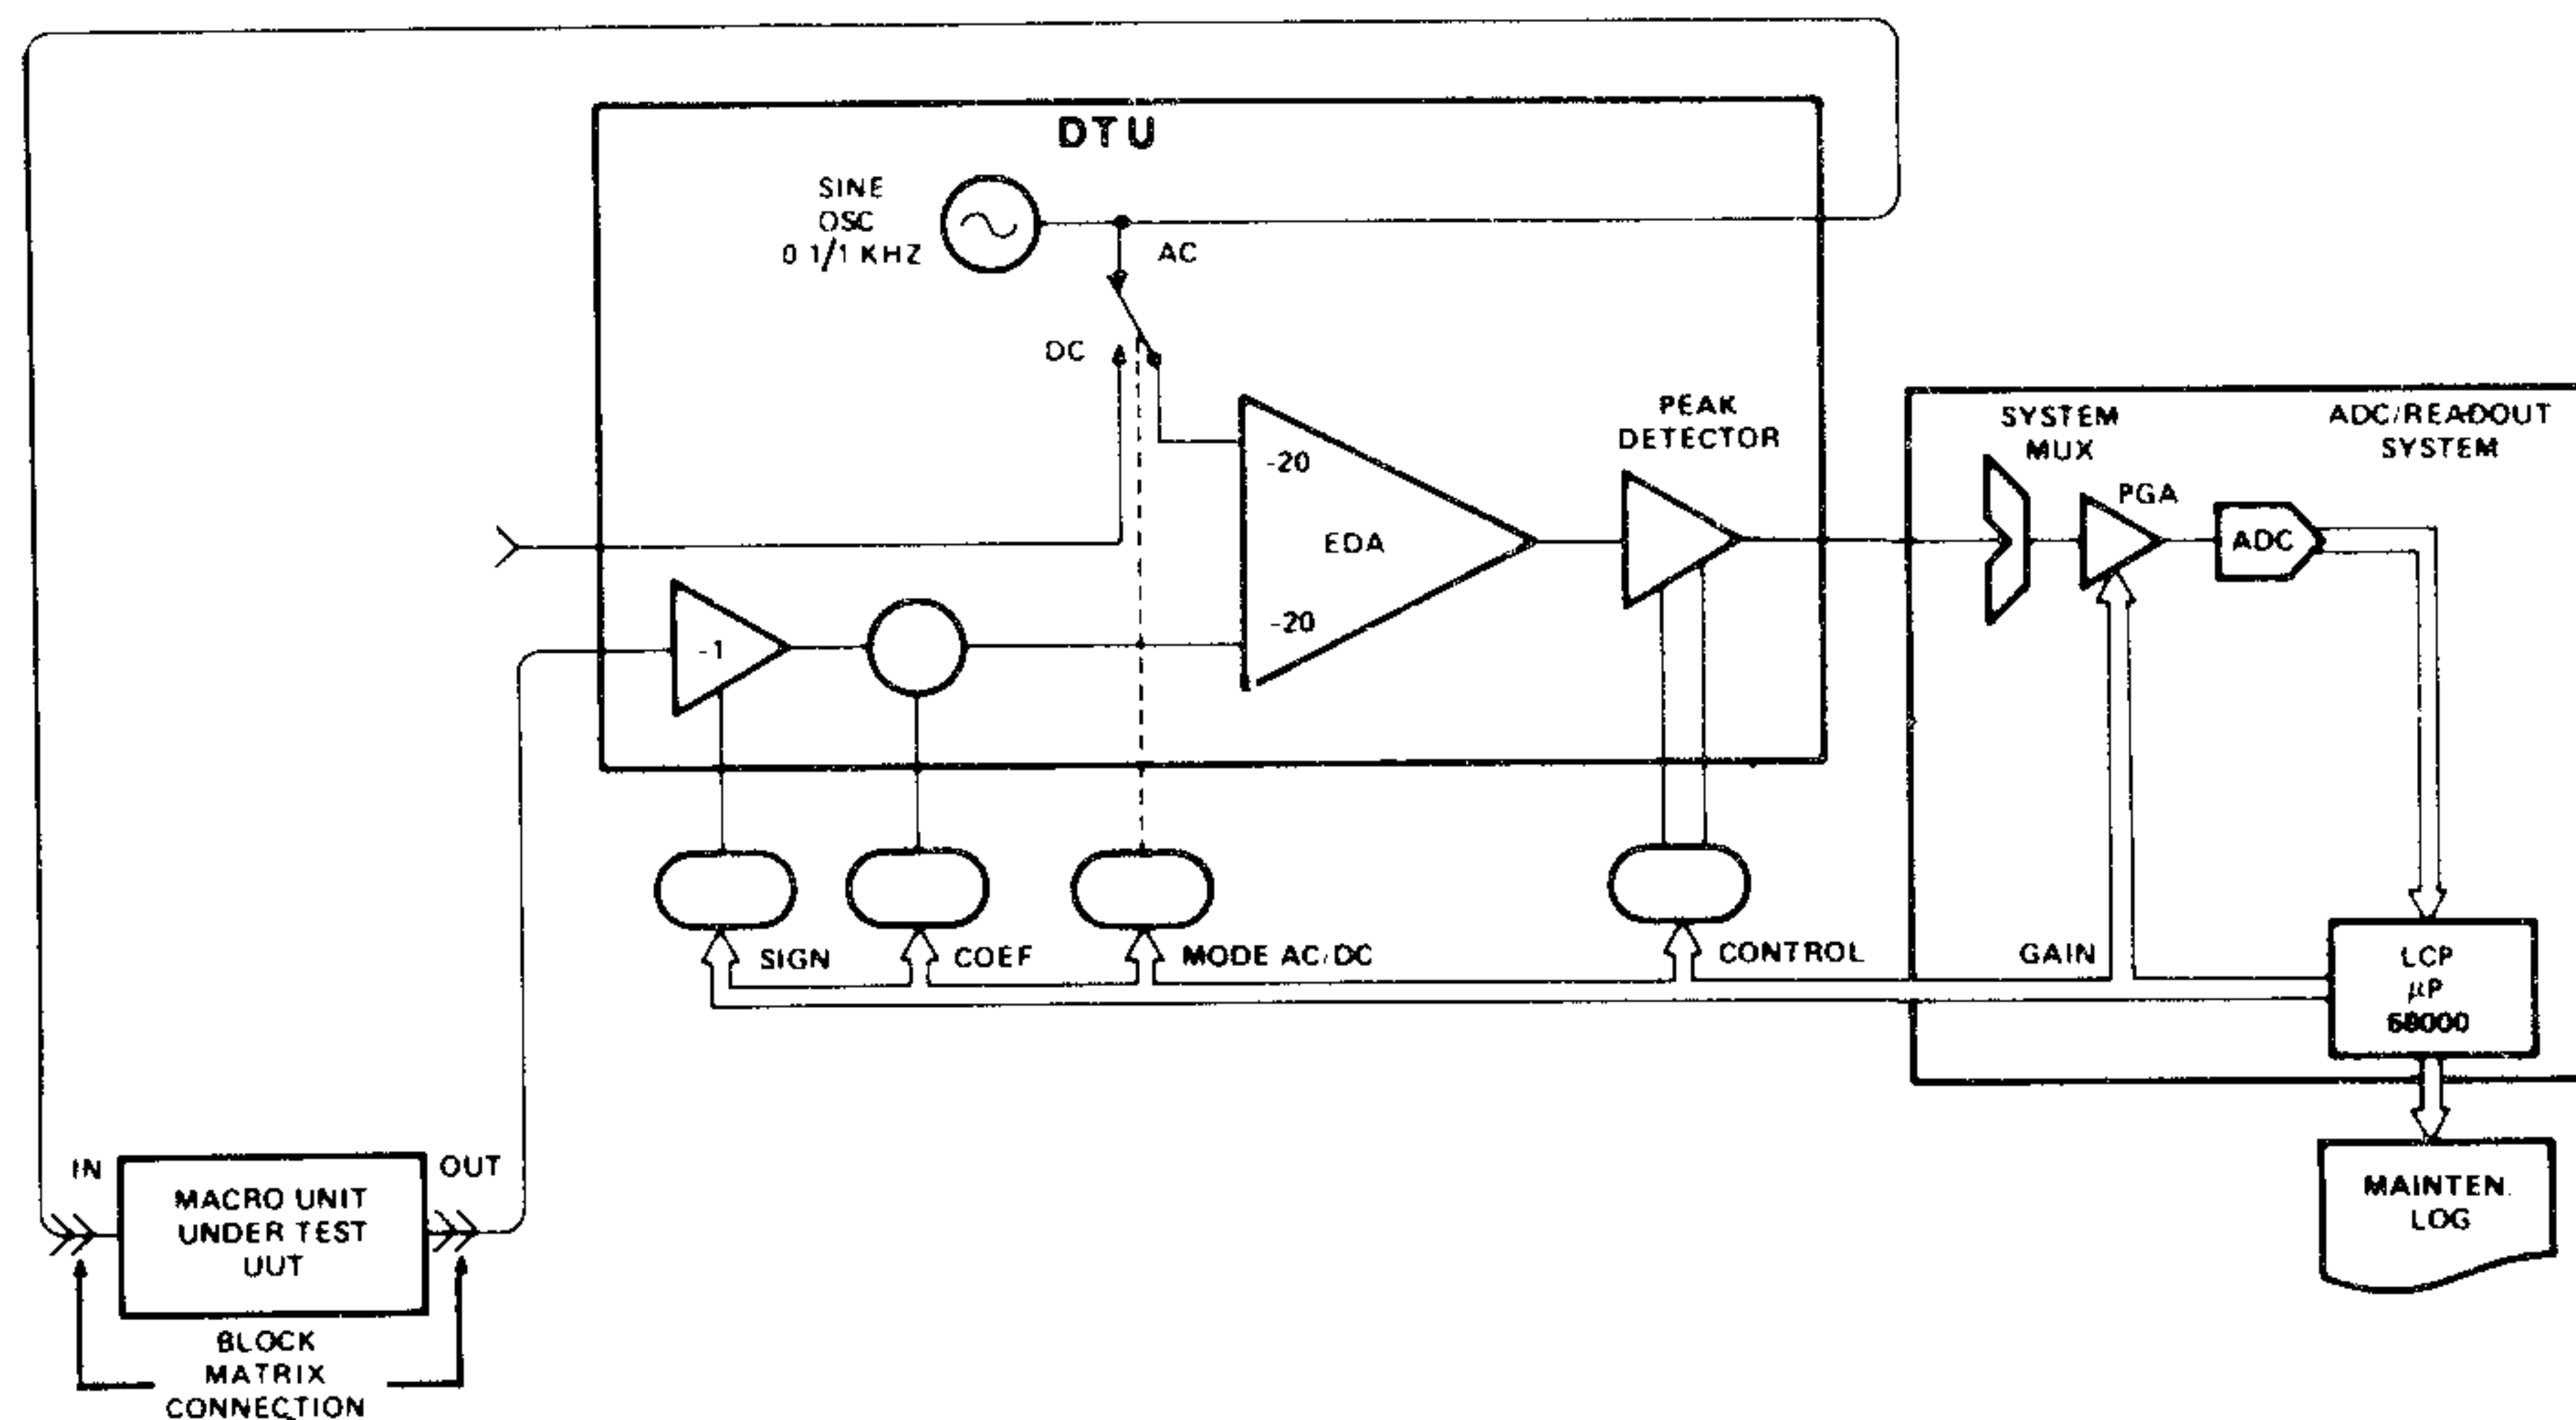 DTU
SINE
OSC
0 1/1 KHZ
AC
DC
-20
EDA
-20
-1
PEAK
DETECTOR
SYSTEM
MUX
ADC/READOUT
SYSTEM
PGA
ADC
SIGN
COEF
MODE AC/DC
CONTROL
GAIN
LCP
μP
68000
MAINTEN.
LOG
IN
OUT
MACRO UNIT
UNDER TEST
UUT
BLOCK
MATRIX
CONNECTION